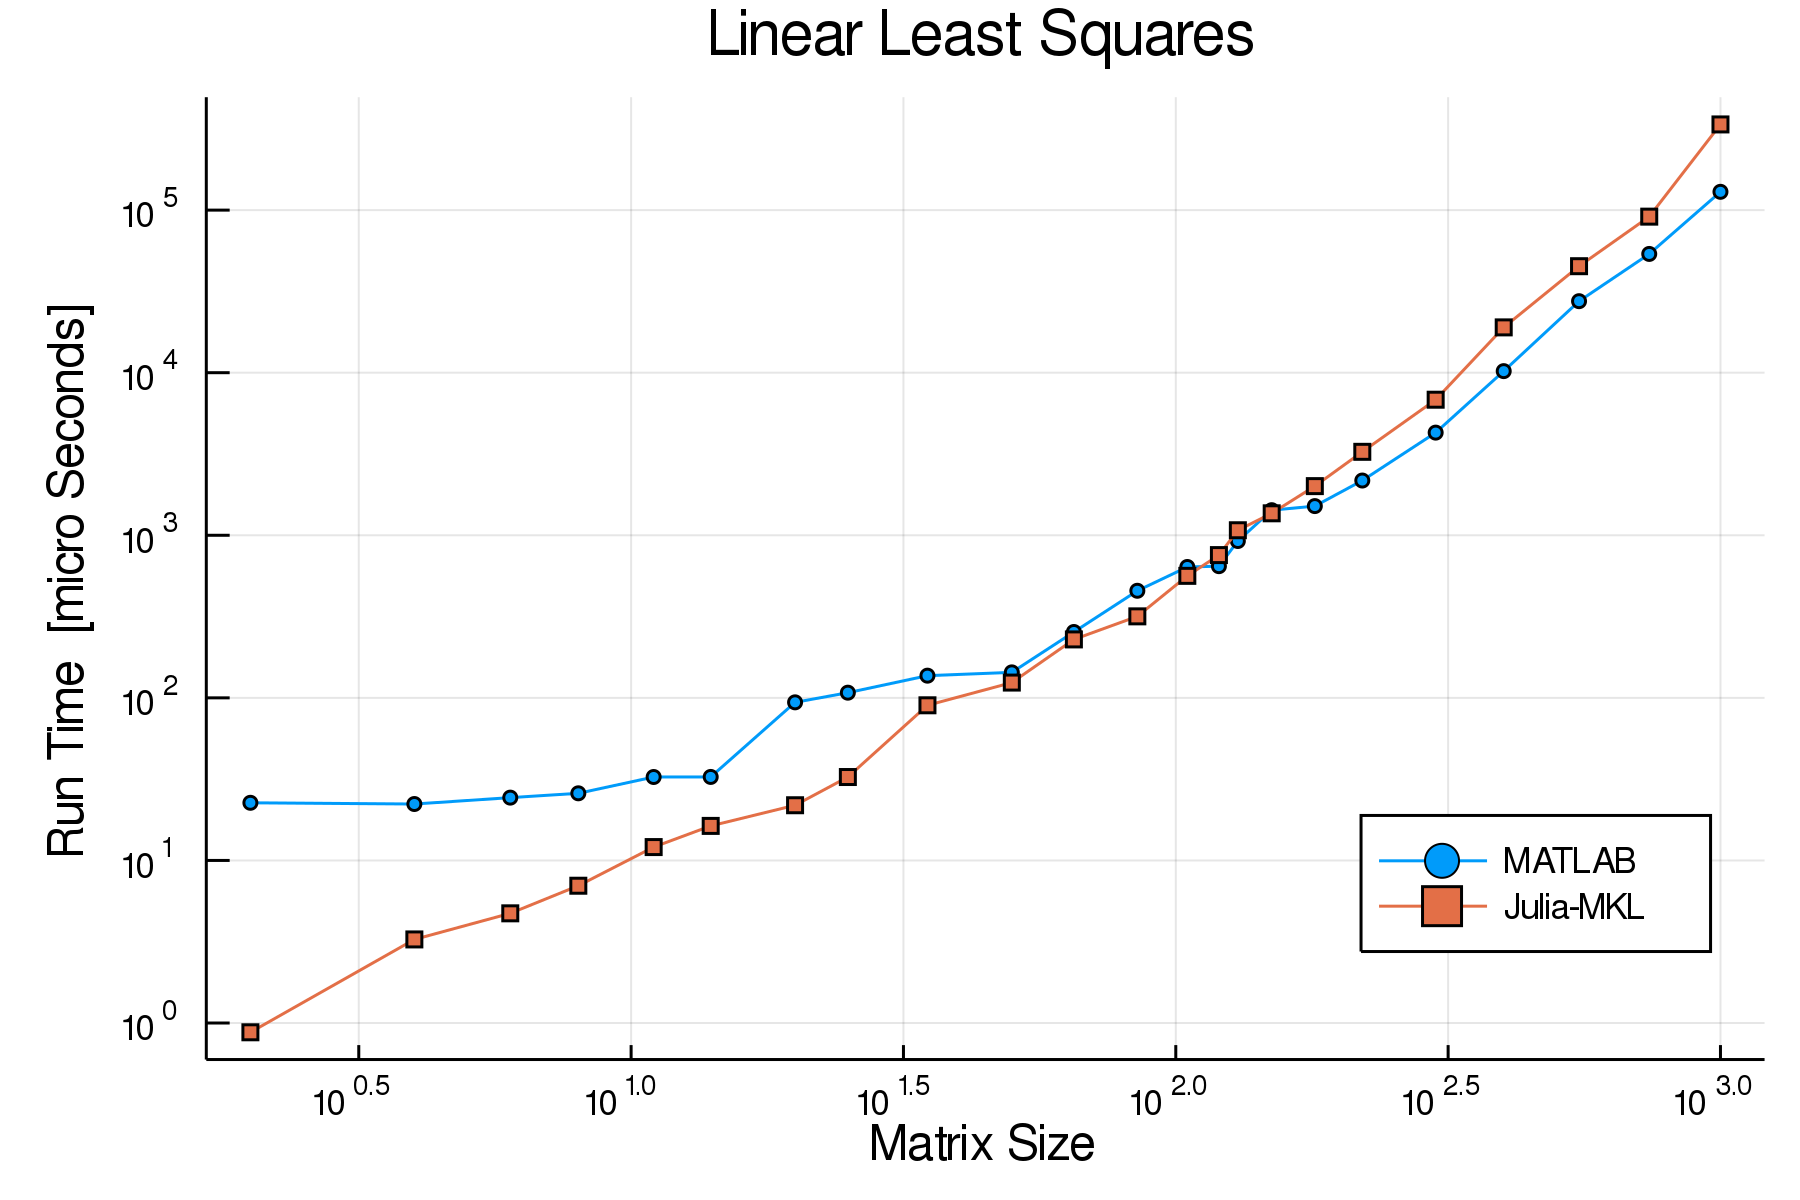 Linear Least Squares
Run Time [micro Seconds]
10^5
10^4
10^3
10^2
10^1
10^0
10^0.5
10^1.0
10^1.5
10^2.0
10^2.5
10^3.0
Matrix Size
MATLAB
Julia-MKL